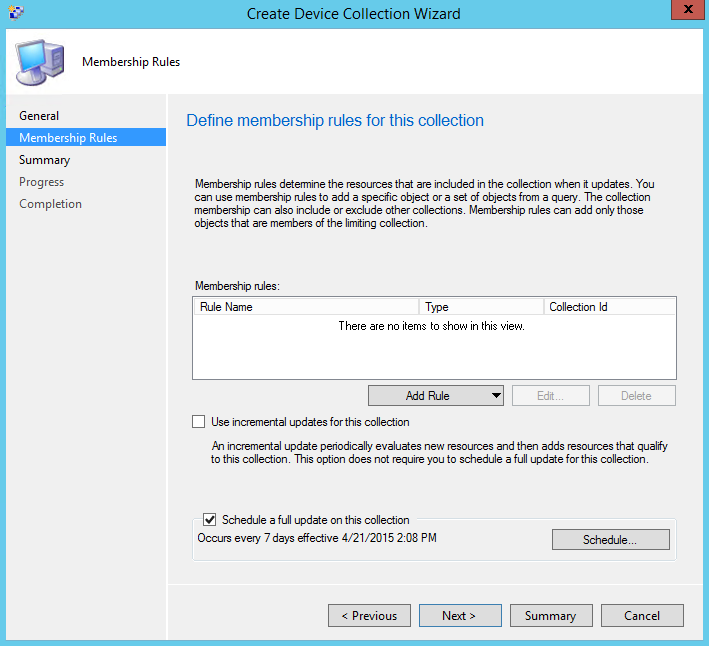 Create Device Collection Wizard
x
Membership Rules
General
Membership Rules
Summary
Progress
Completion
Define membership rules for this collection
Membership rules determine the resources that are included in the collection when it updates. You
can use membership rules to add a specific object or a set of objects from a query. The collection
membership can also include or exclude other collections. Membership rules can add only those
objects that are members of the limiting collection.
Membership rules:
Rule Name Type Collection Id
There are no items to show in this view.
Add Rule Edit... Delete
Use incremental updates for this collection
An incremental update periodically evaluates new resources and then adds resources that qualify
to this collection. This option does not require you to schedule a full update for this collection.
Schedule a full update on this collection
Occurs every 7 days effective 4/21/2015 2:08 PM
Schedule...
< Previous Next > Summary Cancel